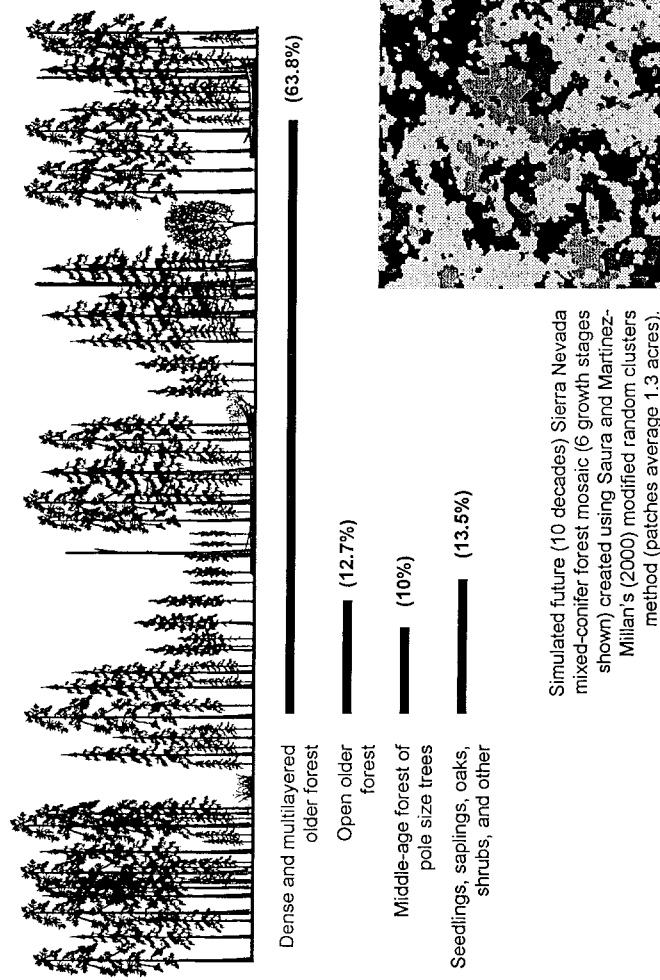 Dense and multilayered
older forest
(63.8%)
Open older
forest
(12.7%)
Middle-age forest of
pole size trees
(10%)
Seedlings, saplings, oaks,
shrubs, and other
(13.5%)
Simulated future (10 decades) Sierra Nevada
mixed-conifer forest mosaic (6 growth stages
shown) created using Saura and Martinez-
Millan's (2000) modified random clusters
method (patches average 1.3 acres).